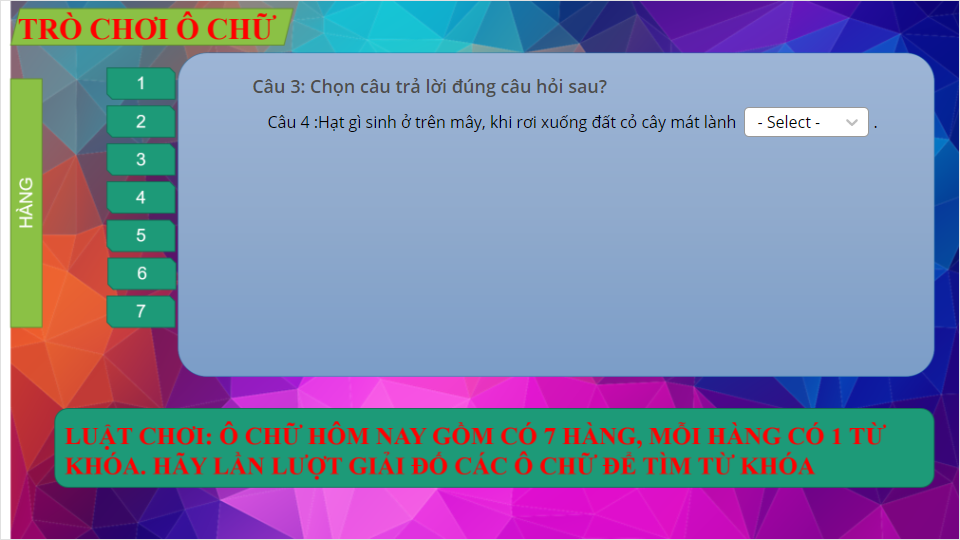 TRÒ CHƠI Ô CHỮ
HÀNG
1
2
3
4
5
6
7
Câu 3: Chọn câu trả lời đúng câu hỏi sau?
Câu 4 :Hạt gì sinh ở trên mây, khi rơi xuống đất cỏ cây mát lành - Select - .
LUẬT CHƠI: Ô CHỮ HÔM NAY GỒM CÓ 7 HÀNG, MỖI HÀNG CÓ 1 TỪ
KHÓA. HÃY LẦN LƯỢT GIẢI ĐỐ CÁC Ô CHỮ ĐỂ TÌM TỪ KHÓA